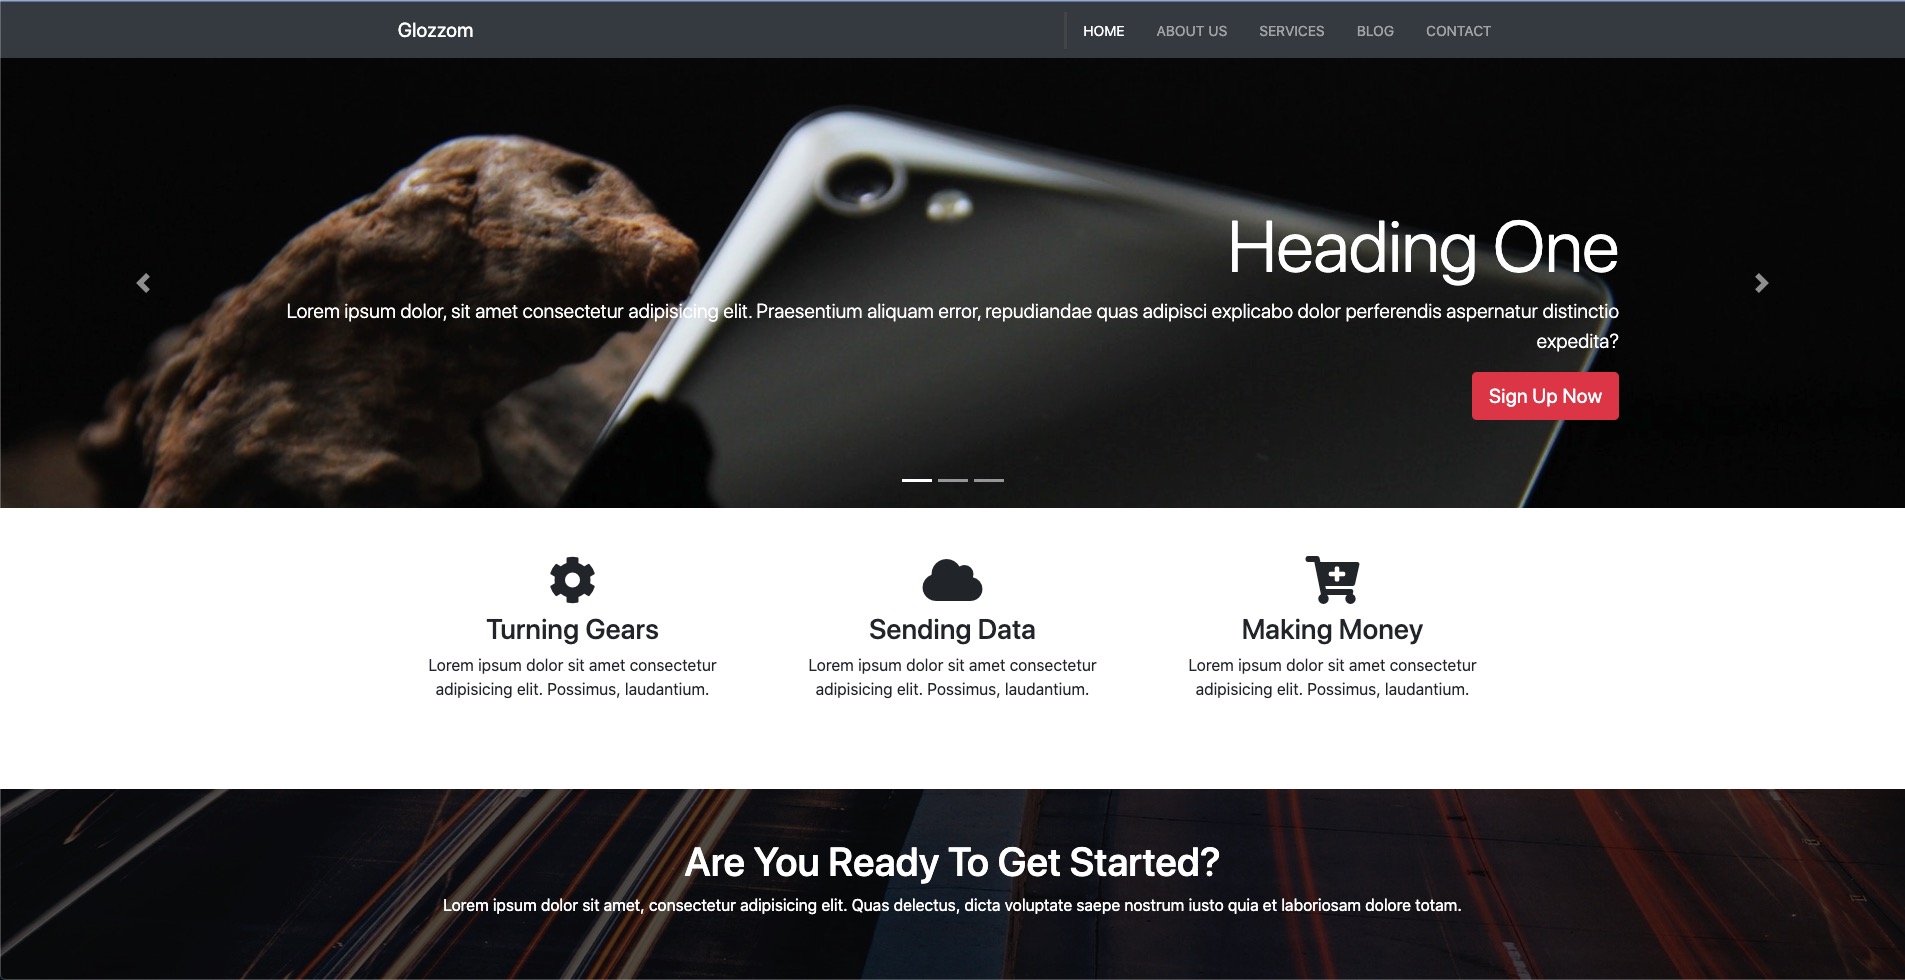 Glozzom
HOME ABOUT US SERVICES BLOG CONTACT
Heading One
Lorem ipsum dolor, sit amet consectetur adipisicing elit. Praesentium aliquam error, repudiandae quas adipisci explicabo dolor perferendis aspernatur distinctio
expedita?
Sign Up Now
Turning Gears
Lorem ipsum dolor sit amet consectetur
adipisicing elit. Possimus, laudantium.
Sending Data
Lorem ipsum dolor sit amet consectetur
adipisicing elit. Possimus, laudantium.
Making Money
Lorem ipsum dolor sit amet consectetur
adipisicing elit. Possimus, laudantium.
Are You Ready To Get Started?
Lorem ipsum dolor sit amet, consectetur adipisicing elit. Quas delectus, dicta voluptate saepe nostrum iusto quia et laboriosam dolore totam.